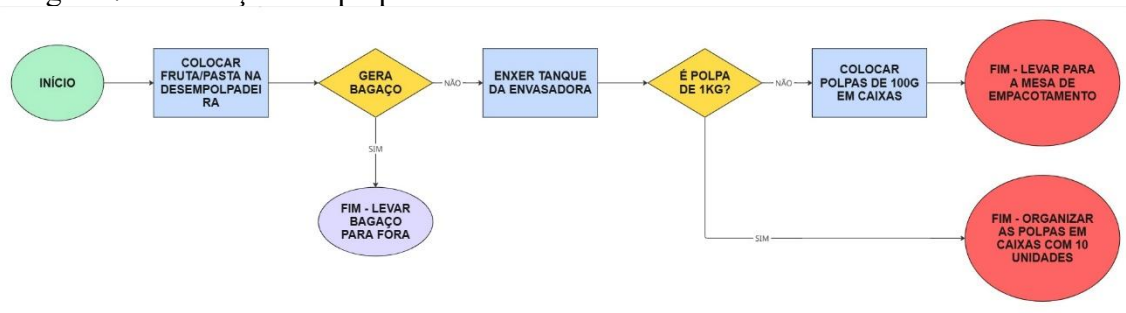 INÍCIO
COLOCAR
FRUTA/PASTA NA
DESEMPOLPADEI
RA
GERA
BAGAÇO
NÃO
ENXER TANQUE
DA ENVASADORA
É POLPA
DE 1KG?
NÃO
COLOCAR
POLPAS DE 100G
EM CAIXAS
FIM - LEVAR PARA
A MESA DE
EMPACOTAMENTO
SIM
FIM - LEVAR
BAGAÇO
PARA FORA
SIM
FIM - ORGANIZAR
AS POLPAS EM
CAIXAS COM 10
UNIDADES